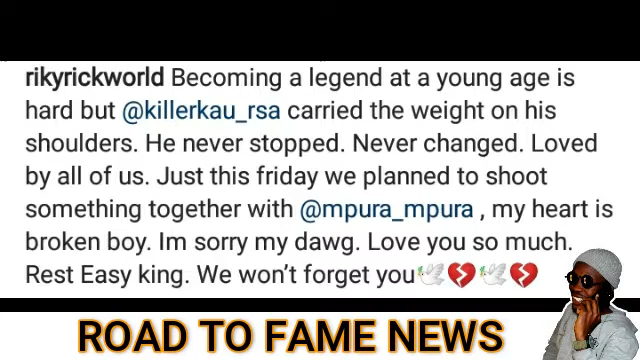 rikyrickworld Becoming a legend at a young age is
hard but @killerkau_rsa carried the weight on his
shoulders. He never stopped. Never changed. Loved
by all of us. Just this friday we planned to shoot
something together with @mpura_mpura , my heart is
broken boy. Im sorry my dawg. Love you so much.
Rest Easy king. We won’t forget you🕊💔🕊💔
ROAD TO FAME NEWS